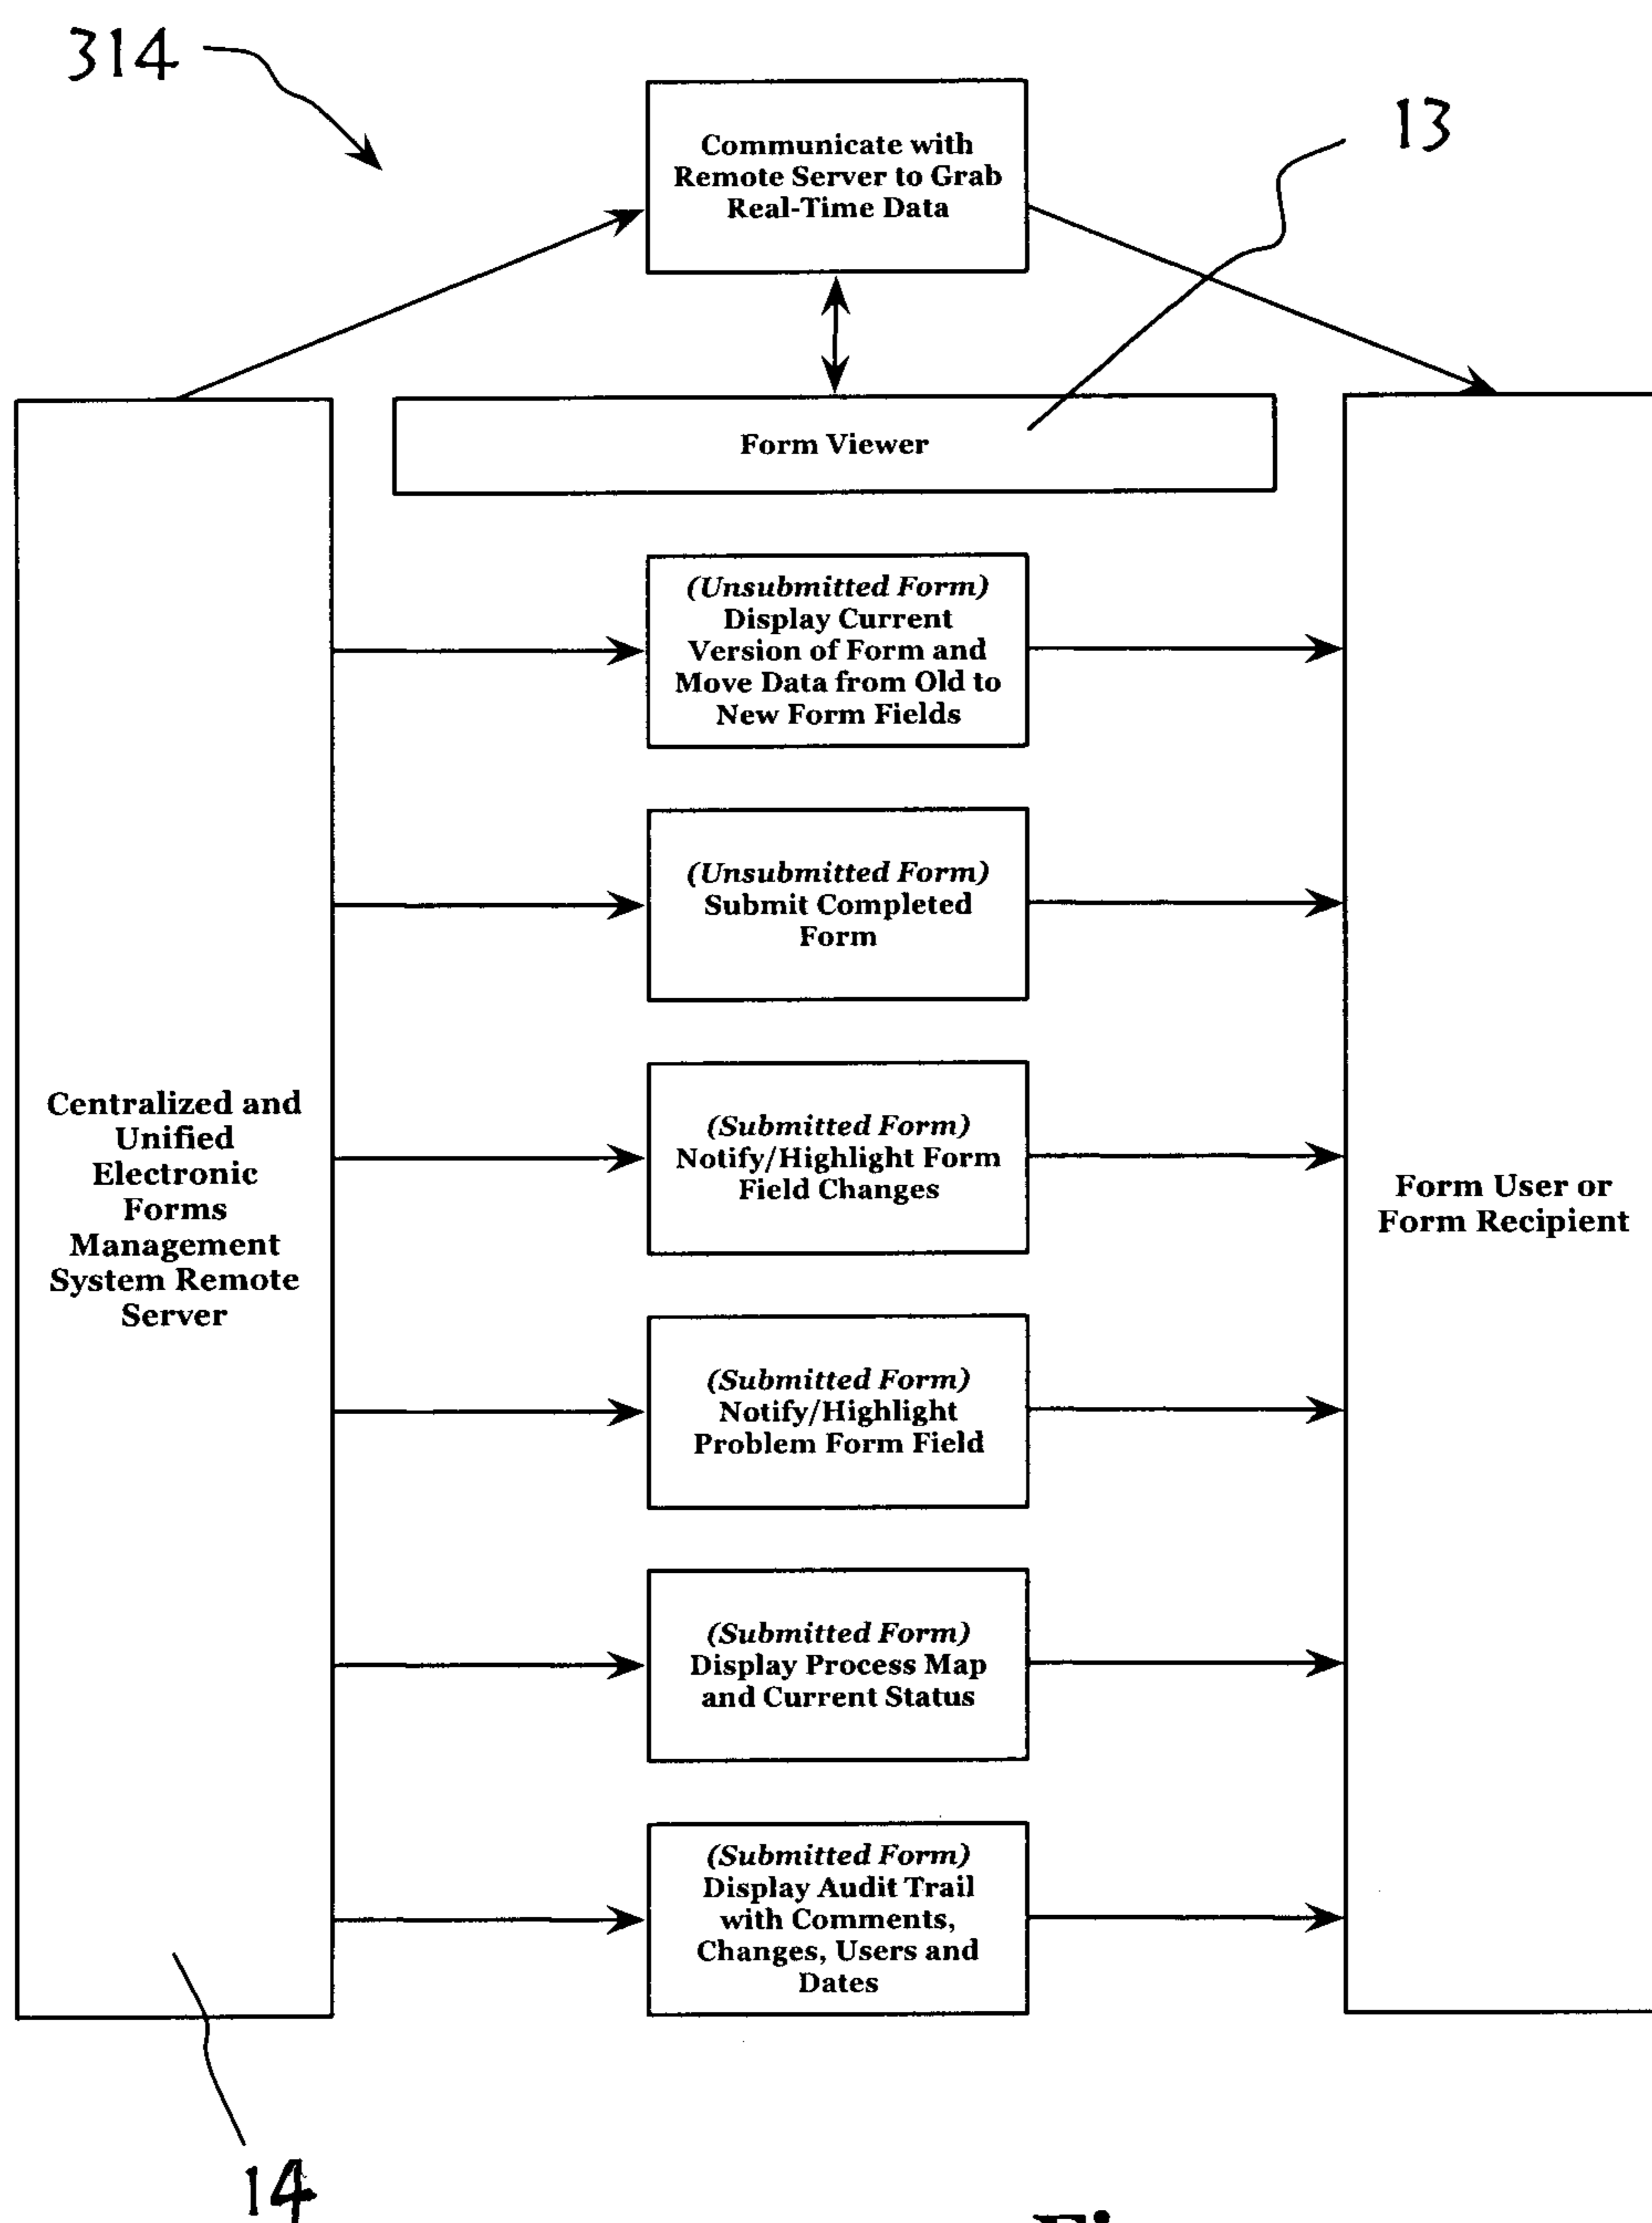 314
Communicate with
Remote Server to Grab
Real-Time Data
13
Form Viewer
(Unsubmitted Form)
Display Current
Version of Form and
Move Data from Old to
New Form Fields
(Unsubmitted Form)
Submit Completed
Form
Centralized and
Unified
Electronic
Forms
Management
System Remote
Server
(Submitted Form)
Notify/Highlight Form
Field Changes
Form User or
Form Recipient
(Submitted Form)
Notify/Highlight
Problem Form Field
(Submitted Form)
Display Process Map
and Current Status
(Submitted Form)
Display Audit Trail
with Comments,
Changes, Users and
Dates
14